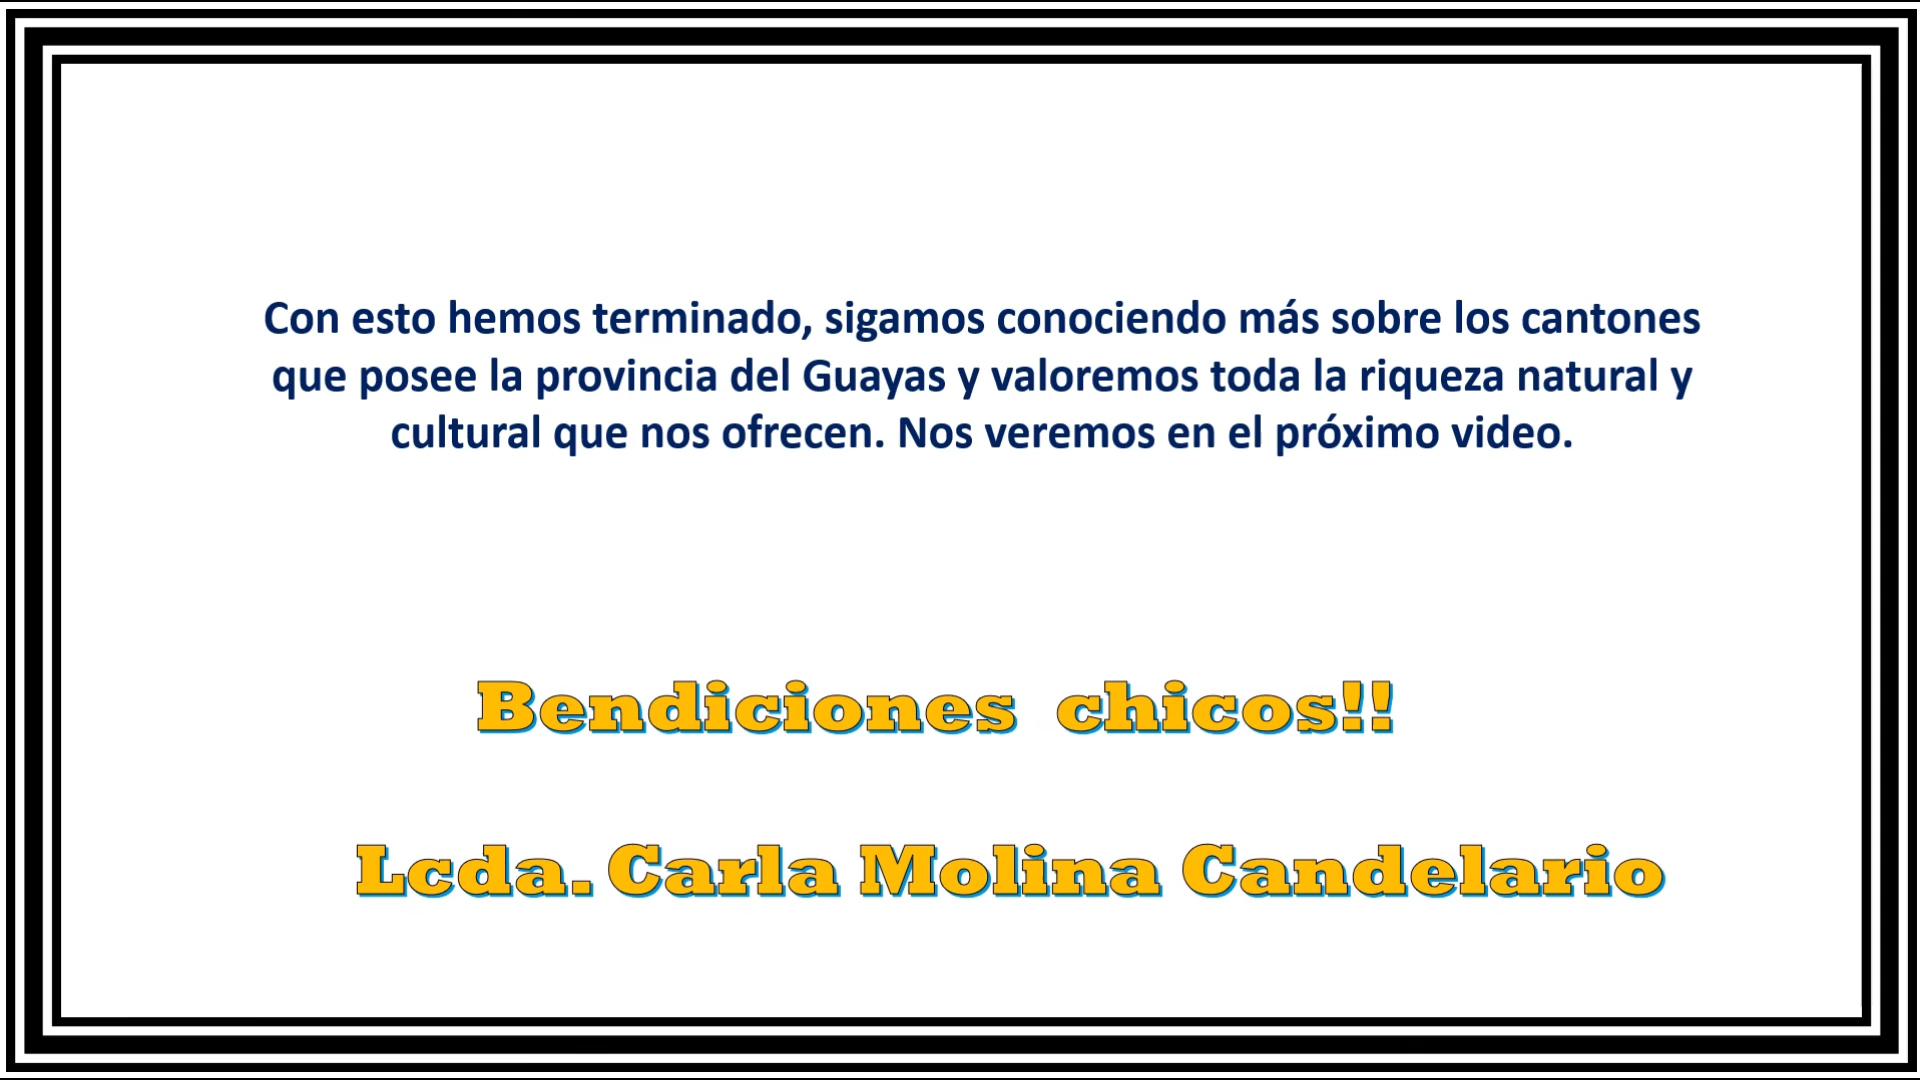 Con esto hemos terminado, sigamos conociendo más sobre los cantones
que posee la provincia del Guayas y valoremos toda la riqueza natural y
cultural que nos ofrecen. Nos veremos en el próximo video.
Bendiciones chicos!!
Lcda. Carla Molina Candelario